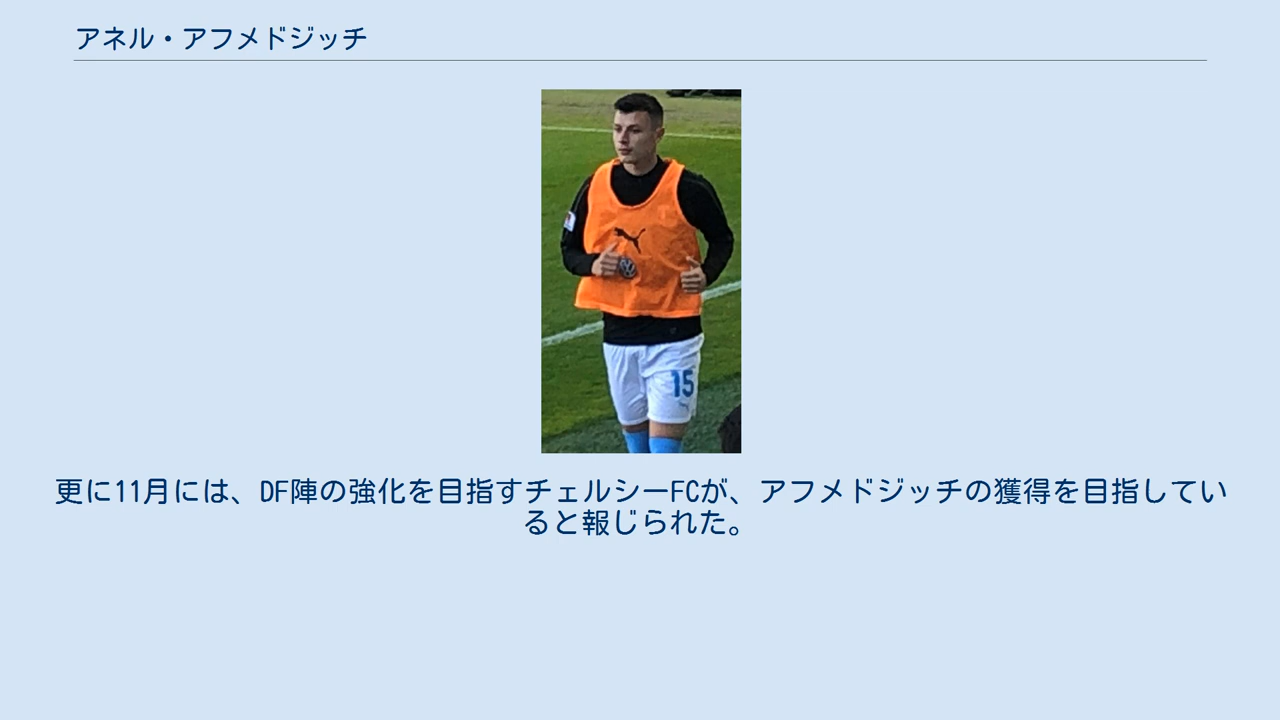 アネル・アフメドジッチ
15
更に11月には、DF陣の強化を目指すチェルシーFCが、アフメドジッチの獲得を目指してい
ると報じられた。